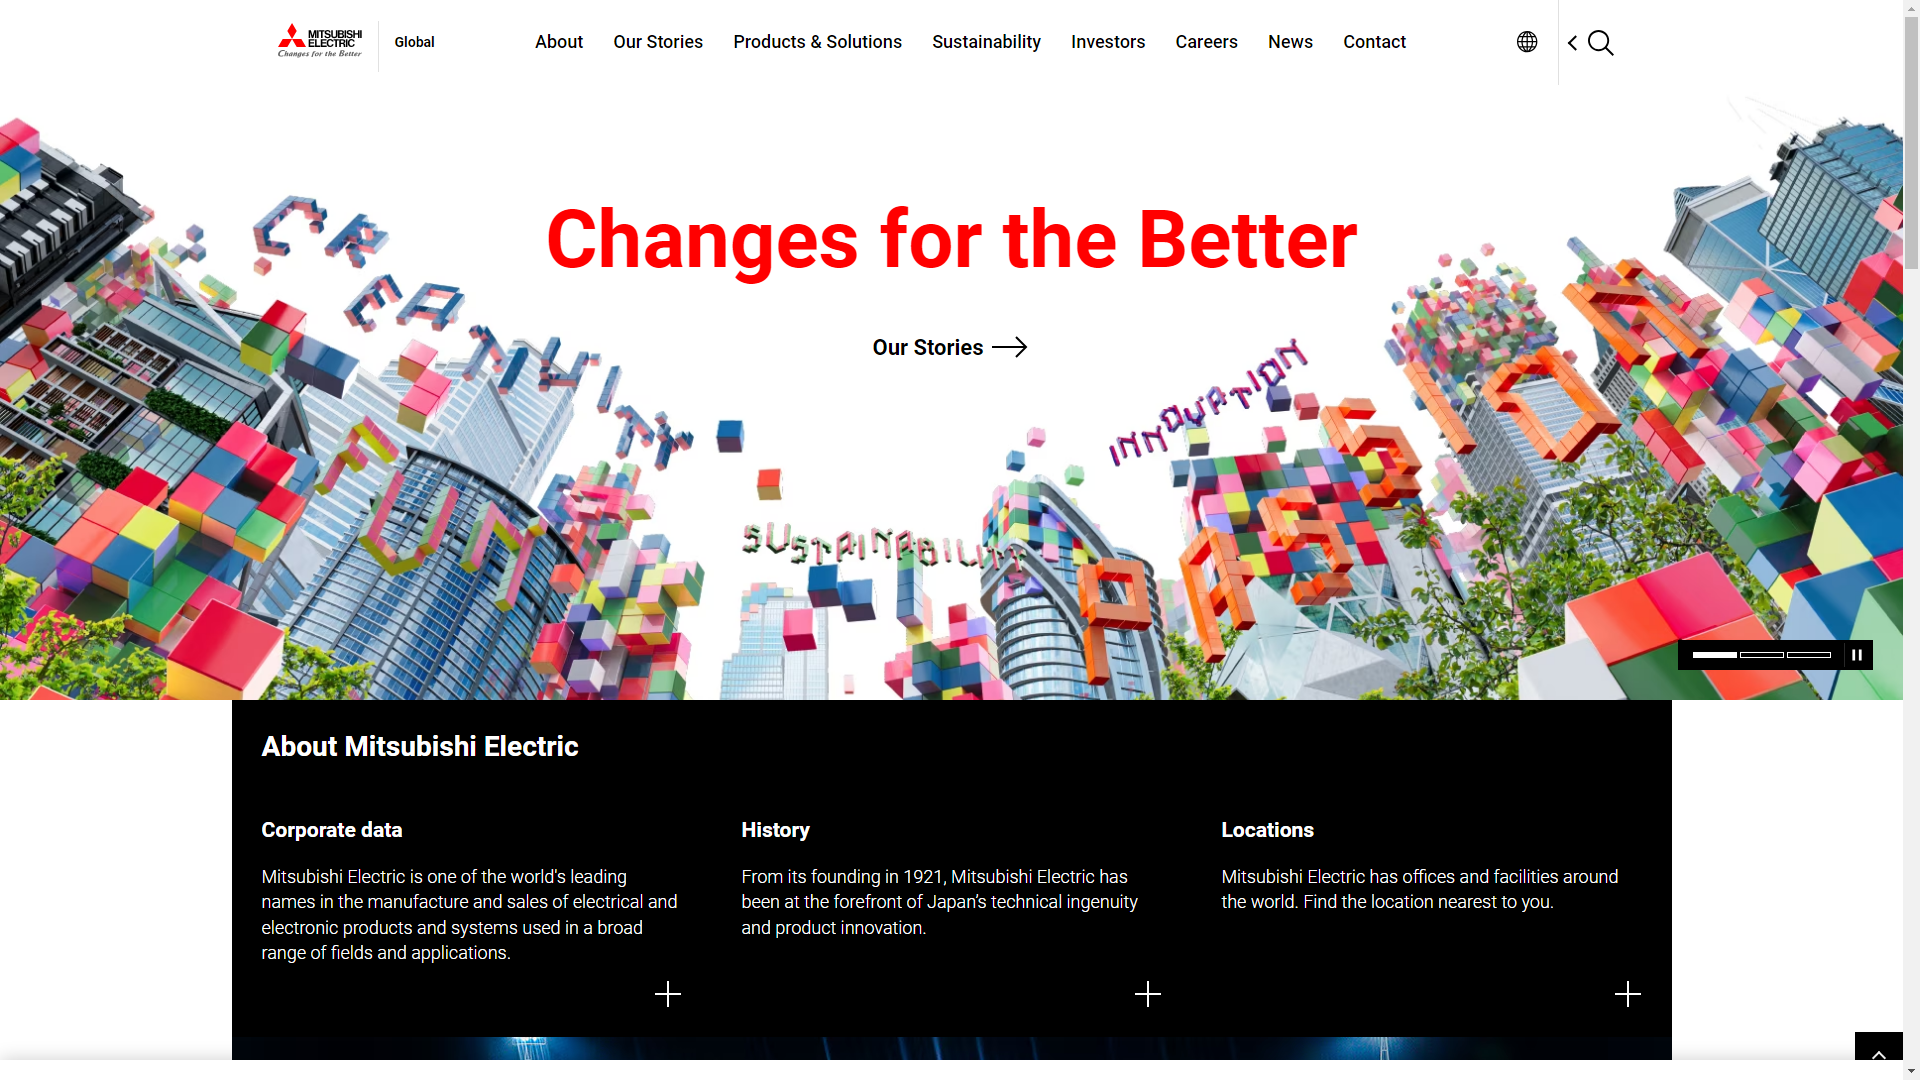 MITSUBISHI
ELECTRIC
Changes for the Better
Global
About
Our Stories
Products & Solutions
Sustainability
Investors
Careers
News
Contact
CREATIVITY
Changes for the Better
Our Stories
INNOVATION
FUN
SUSTAINABILITY
PASSION
About Mitsubishi Electric
Corporate data
Mitsubishi Electric is one of the world's leading
names in the manufacture and sales of electrical and
electronic products and systems used in a broad
range of fields and applications.
History
From its founding in 1921, Mitsubishi Electric has
been at the forefront of Japan’s technical ingenuity
and product innovation.
Locations
Mitsubishi Electric has offices and facilities around
the world. Find the location nearest to you.